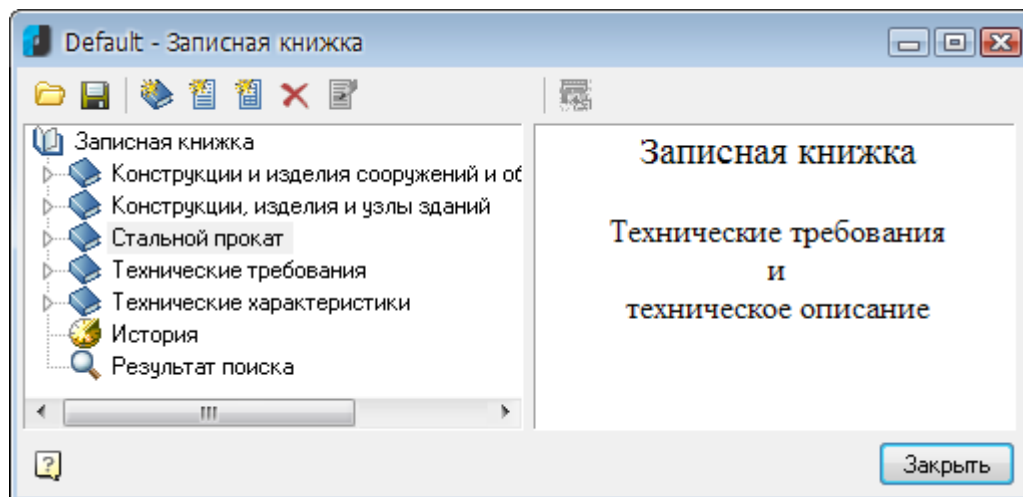 Default - Записная книжка
Записная книжка
Конструкции и изделия сооружений и об
Конструкции, изделия и узлы зданий
Стальной прокат
Технические требования
Технические характеристики
История
Результат поиска
Записная книжка
Технические требования
и
техническое описание
Закрыть